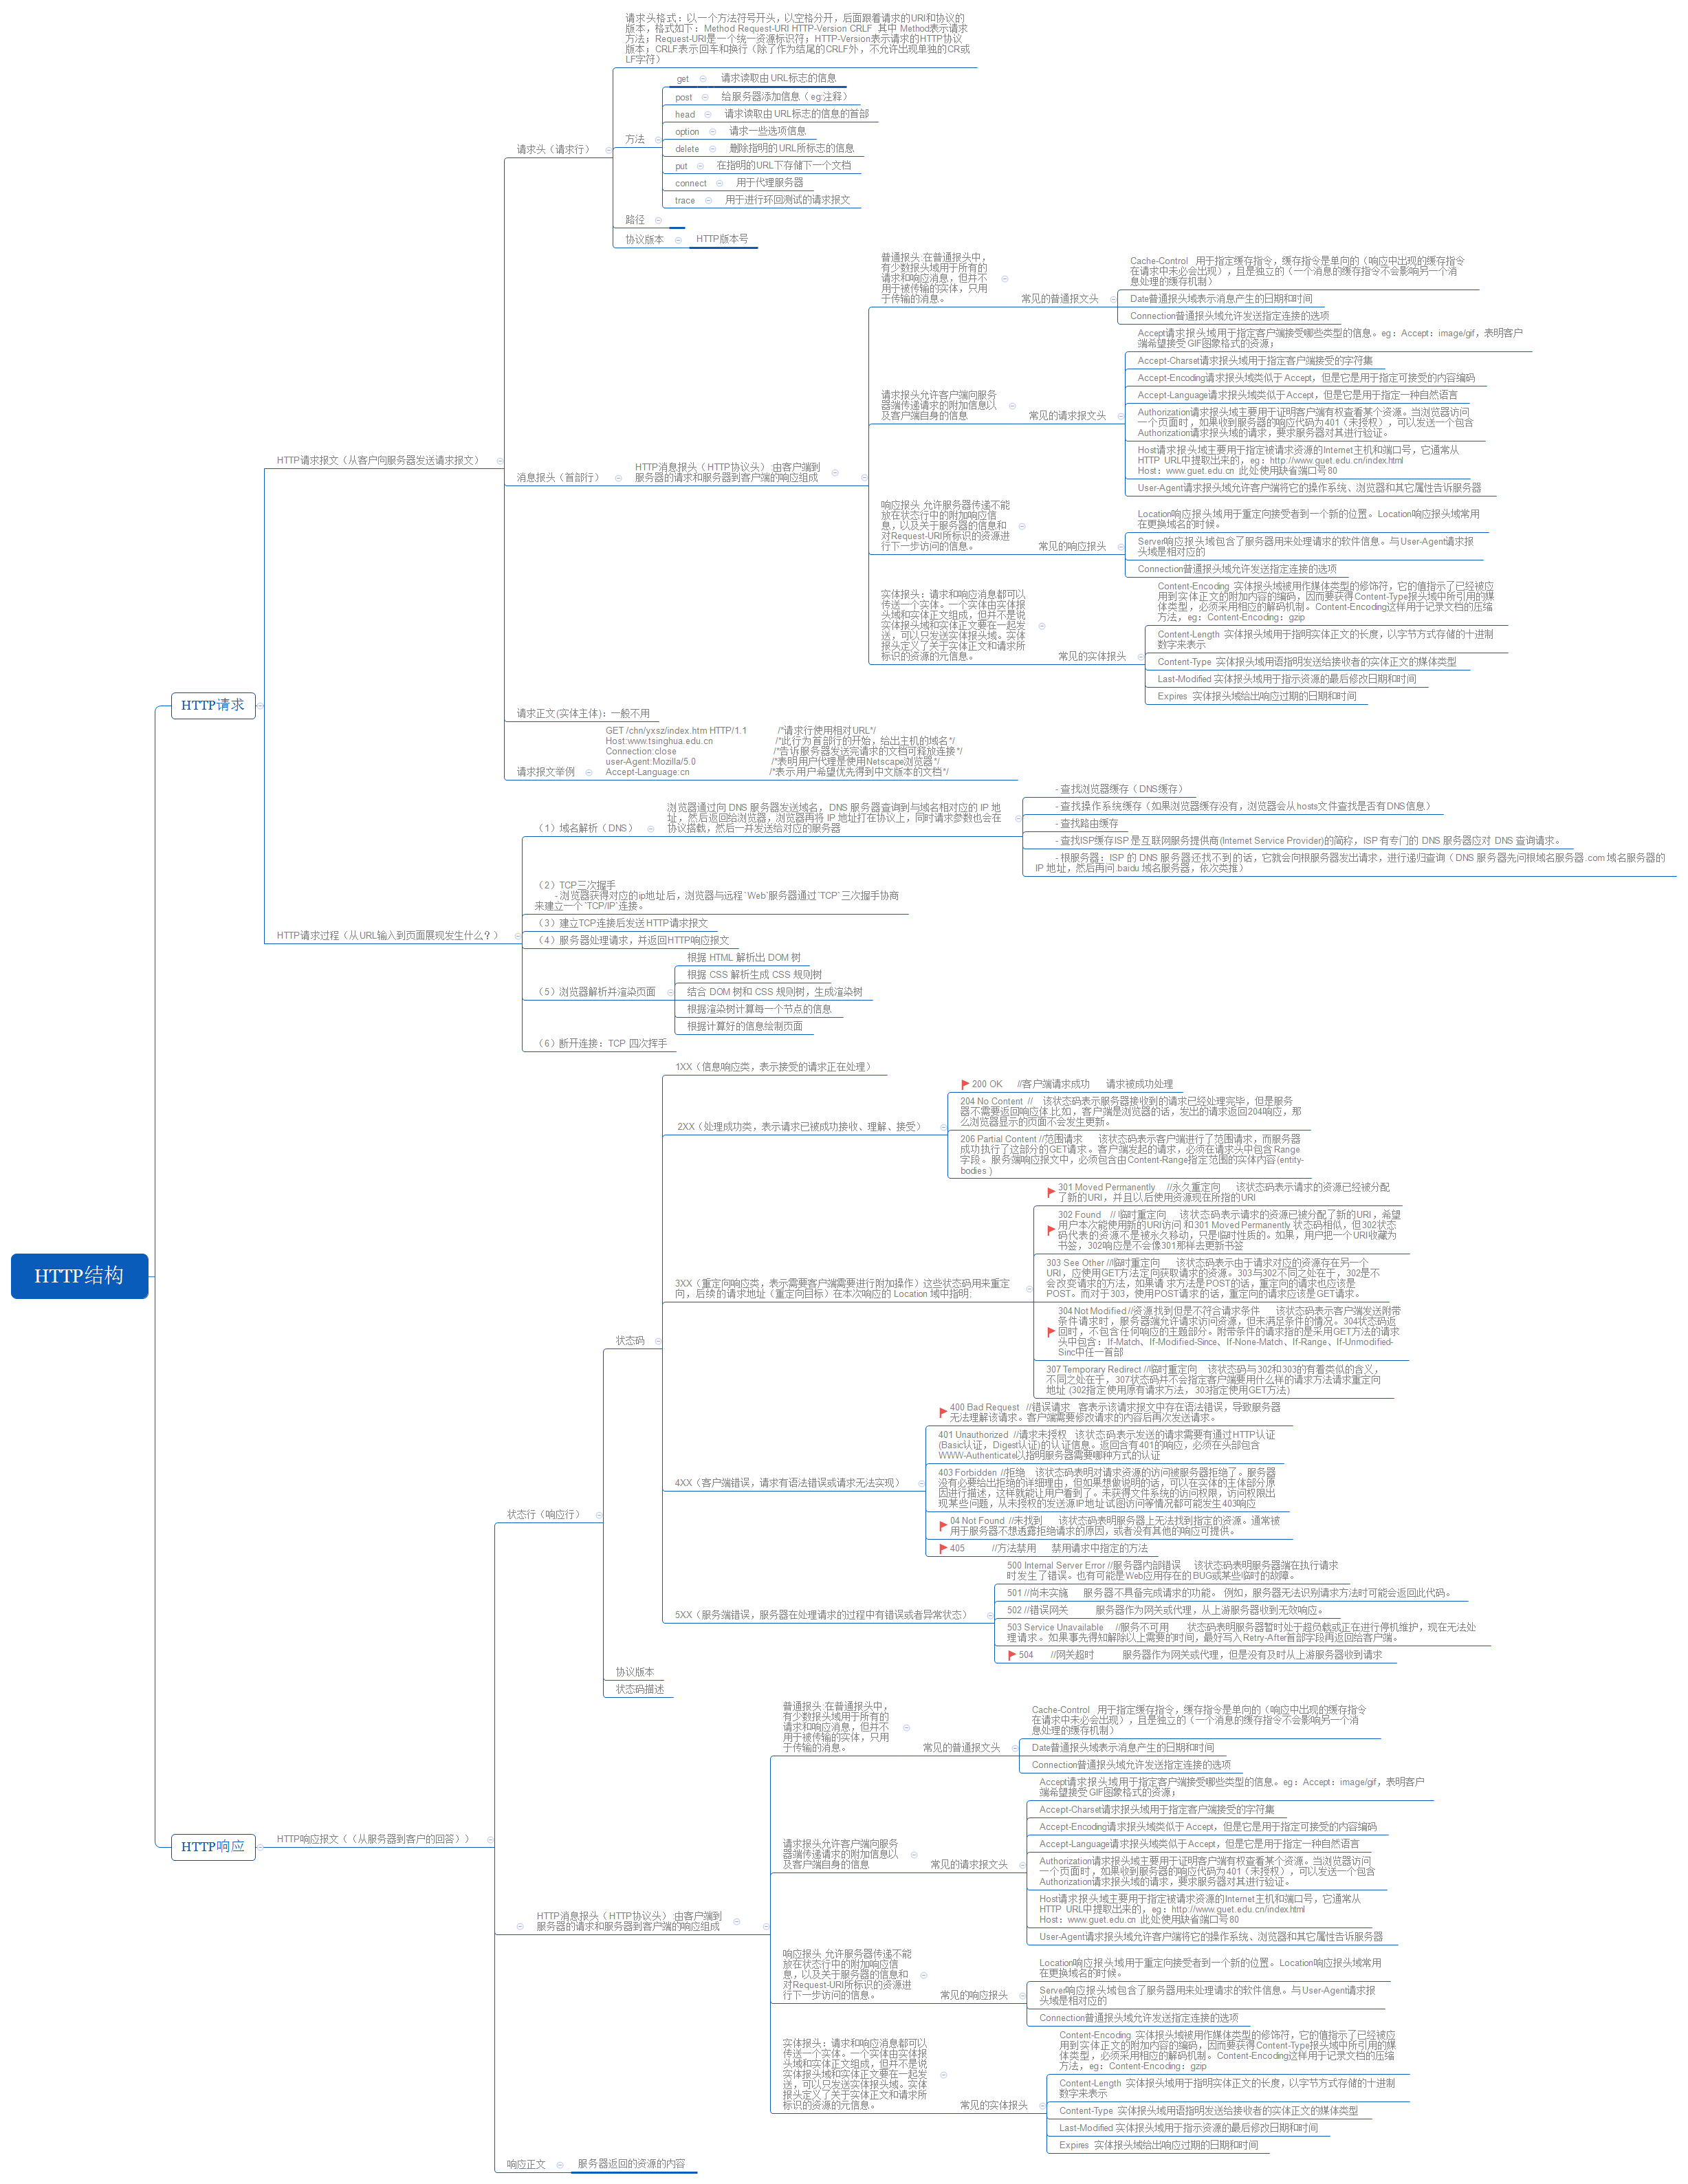 HTTP结构
HTTP请求
HTTP请求报文（从客户向服务器发送请求报文）
请求头（请求行）
请求头格式：以一个方法符号开头，以空格分开，后面跟着请求的URI和协议的
版本，格式如下：Method Request-URI HTTP-Version CRLF  其中 Method表示请求
方法；Request-URI是一个统一资源标识符；HTTP-Version表示请求的HTTP协议
版本；CRLF表示回车和换行（除了作为结尾的CRLF外，不允许出现单独的CR或
LF字符）
方法
get 请求读取由URL标志的信息
post 给服务器添加信息（eg:注释）
head 请求读取由URL标志的信息的首部
option 请求一些选项信息
delete 删除指明的URL所标志的信息
put 在指明的URL下存储下一个文档
connect 用于代理服务器
trace 用于进行环回测试的请求报文
路径
协议版本 HTTP版本号
消息报头（首部行）
HTTP消息报头（HTTP协议头）:由客户端到
服务器的请求和服务器到客户端的响应组成
普通报头:在普通报头中，
有少数报头域用于所有的
请求和响应消息，但并不
用于被传输的实体，只用
于传输的消息。
常见的普通报文头
Cache-Control   用于指定缓存指令，缓存指令是单向的（响应中出现的缓存指令
在请求中未必会出现），且是独立的（一个消息的缓存指令不会影响另一个消
息处理的缓存机制）
Date普通报头域表示消息产生的日期和时间
Connection普通报头域允许发送指定连接的选项
请求报头允许客户端向服务
器端传递请求的附加信息以
及客户端自身的信息
常见的请求报文头
Accept请求报头域用于指定客户端接受哪些类型的信息。eg：Accept：image/gif，表明客户
端希望接受GIF图象格式的资源；
Accept-Charset请求报头域用于指定客户端接受的字符集
Accept-Encoding请求报头域类似于Accept，但是它是用于指定可接受的内容编码
Accept-Language请求报头域类似于Accept，但是它是用于指定一种自然语言
Authorization请求报头域主要用于证明客户端有权查看某个资源。当浏览器访问
一个页面时，如果收到服务器的响应代码为401（未授权），可以发送一个包含
Authorization请求报头域的请求，要求服务器对其进行验证。
Host请求报头域主要用于指定被请求资源的Internet主机和端口号，它通常从
HTTP URL中提取出来的，eg：http://www.guet.edu.cn/index.html
Host：www.guet.edu.cn  此处使用缺省端口号80
User-Agent请求报头域允许客户端将它的操作系统、浏览器和其它属性告诉服务器
响应报头 允许服务器传递不能
放在状态行中的附加响应信
息，以及关于服务器的信息和
对Request-URI所标识的资源进
行下一步访问的信息。
常见的响应报头
Location响应报头域用于重定向接受者到一个新的位置。Location响应报头域常用
在更换域名的时候。
Server响应报头域包含了服务器用来处理请求的软件信息。与User-Agent请求报
头域是相对应的
Connection普通报头域允许发送指定连接的选项
实体报头：请求和响应消息都可以
传送一个实体。一个实体由实体报
头域和实体正文组成，但并不是说
实体报头域和实体正文要在一起发
送，可以只发送实体报头域。实体
报头定义了关于实体正文和请求所
标识的资源的元信息。
常见的实体报头
Content-Encoding  实体报头域被用作媒体类型的修饰符，它的值指示了已经被应
用到实体正文的附加内容的编码，因而要获得Content-Type报头域中所引用的媒
体类型，必须采用相应的解码机制。Content-Encoding这样用于记录文档的压缩
方法，eg：Content-Encoding：gzip
Content-Length  实体报头域用于指明实体正文的长度，以字节方式存储的十进制
数字来表示
Content-Type  实体报头域用语指明发送给接收者的实体正文的媒体类型
Last-Modified 实体报头域用于指示资源的最后修改日期和时间
Expires  实体报头域给出响应过期的日期和时间
请求正文(实体主体)：一般不用
请求报文举例
GET /chn/yxsz/index.htm HTTP/1.1 /*请求行使用相对URL*/
Host:www.tsinghua.edu.cn /*此行为首部行的开始，给出主机的域名*/
Connection:close /*告诉服务器发送完请求的文档可释放连接*/
user-Agent:Mozilla/5.0 /*表明用户代理是使用Netscape浏览器*/
Accept-Language:cn /*表示用户希望优先得到中文版本的文档*/
HTTP请求过程（从URL输入到页面展现发生什么？）
（1）域名解析（DNS）
浏览器通过向 DNS 服务器发送域名，DNS 服务器查询到与域名相对应的 IP 地
址，然后返回给浏览器，浏览器再将 IP 地址打在协议上，同时请求参数也会在
协议搭载，然后一并发送给对应的服务器
- 查找浏览器缓存（DNS缓存）
- 查找操作系统缓存（如果浏览器缓存没有，浏览器会从hosts文件查找是否有DNS信息）
- 查找路由缓存
- 查找ISP缓存 ISP 是互联网服务提供商(Internet Service Provider)的简称，ISP 有专门的 DNS 服务器应对 DNS 查询请求。
- 根服务器：ISP 的 DNS 服务器还找不到的话，它就会向根服务器发出请求，进行递归查询（DNS 服务器先问根域名服务器.com 域名服务器的
IP 地址，然后再问.baidu 域名服务器，依次类推）
（2）TCP三次握手
- 浏览器获得对应的ip地址后，浏览器与远程`Web`服务器通过`TCP`三次握手协商
来建立一个`TCP/IP`连接。
（3）建立TCP连接后发送HTTP请求报文
（4）服务器处理请求，并返回HTTP响应报文
（5）浏览器解析并渲染页面
根据 HTML 解析出 DOM 树
根据 CSS 解析生成 CSS 规则树
结合 DOM 树和 CSS 规则树，生成渲染树
根据渲染树计算每一个节点的信息
根据计算好的信息绘制页面
（6）断开连接：TCP 四次挥手
HTTP响应
HTTP响应报文（（从服务器到客户的回答））
状态行（响应行）
状态码
1XX（信息响应类，表示接受的请求正在处理）
2XX（处理成功类，表示请求已被成功接收、理解、接受）
200 OK //客户端请求成功 请求被成功处理
204 No Content  // 该状态码表示服务器接收到的请求已经处理完毕，但是服务
器不需要返回响应体.比如，客户端是浏览器的话，发出的请求返回204响应，那
么浏览器显示的页面不会发生更新。
206 Partial Content //范围请求 该状态码表示客户端进行了范围请求，而服务器
成功执行了这部分的GET请求。客户端发起的请求，必须在请求头中包含Range
字段。服务端响应报文中，必须包含由Content-Range指定范围的实体内容(entity-
bodies )
3XX（重定向响应类，表示需要客户端需要进行附加操作）这些状态码用来重定
向，后续的请求地址（重定向目标）在本次响应的 Location 域中指明;
301 Moved Permanently //永久重定向 该状态码表示请求的资源已经被分配
了新的URI，并且以后使用资源现在所指的URI
302 Found // 临时重定向 该状态码表示请求的资源已被分配了新的URI，希望
用户本次能使用新的URI访问 和301 Moved Permanently 状态码相似，但302状态
码代表的资源不是被永久移动，只是临时性质的。如果，用户把一个URI收藏为
书签，302响应是不会像301那样去更新书签
303 See Other //临时重定向 该状态码表示由于请求对应的资源存在另一个
URI，应使用GET方法定向获取请求的资源。303与302不同之处在于，302是不
会改变请求的方法，如果请 求方法是POST的话，重定向的请求也应该是
POST。而对于303，使用POST请求的话，重定向的请求应该是GET请求。
304 Not Modified //资源找到但是不符合请求条件 该状态码表示客户端发送附带
条件请求时，服务器端允许请求访问资源，但未满足条件的情况。304状态码返
回时，不包含任何响应的主题部分。附带条件的请求指的是采用GET方法的请求
头中包含：If-Match、If-Modified-Since、If-None-Match、If-Range、If-Unmodified-
Sinc中任一首部
307 Temporary Redirect //临时重定向 该状态码与302和303的有着类似的含义，
不同之处在于，307状态码并不会指定客户端要用什么样的请求方法请求重定向
地址 (302指定使用原有请求方法，303指定使用GET方法)
4XX（客户端错误，请求有语法错误或请求无法实现）
400 Bad Request //错误请求 客表示该请求报文中存在语法错误，导致服务器
无法理解该请求。客户端需要修改请求的内容后再次发送请求。
401 Unauthorized //请求未授权 该状态码表示发送的请求需要有通过HTTP认证
(Basic认证，Digest认证)的认证信息。返回含有401的响应，必须在头部包含
WWW-Authenticate以指明服务器需要哪种方式的认证
403 Forbidden //拒绝 该状态码表明对请求资源的访问被服务器拒绝了。服务器
没有必要给出拒绝的详细理由，但如果想做说明的话，可以在实体的主体部分原
因进行描述，这样就能让用户看到了。未获得文件系统的访问权限，访问权限出
现某些问题，从未授权的发送源IP地址试图访问等情况都可能发生403响应
04 Not Found //未找到 该状态码表明服务器上无法找到指定的资源。通常被
用于服务器不想透露拒绝请求的原因，或者没有其他的响应可提供。
405 //方法禁用 禁用请求中指定的方法
5XX（服务端错误，服务器在处理请求的过程中有错误或者异常状态）
500 Internal Server Error //服务器内部错误 该状态码表明服务器端在执行请求
时发生了错误。也有可能是Web应用存在的BUG或某些临时的故障。
501 //尚未实施 服务器不具备完成请求的功能。 例如，服务器无法识别请求方法时可能会返回此代码。
502 //错误网关 服务器作为网关或代理，从上游服务器收到无效响应。
503 Service Unavailable //服务不可用 状态码表明服务器暂时处于超负载或正在进行停机维护，现在无法处
理请求。如果事先得知解除以上需要的时间，最好写入Retry-After首部字段再返回给客户端。
504 //网关超时 服务器作为网关或代理，但是没有及时从上游服务器收到请求
协议版本
状态码描述
HTTP消息报头（HTTP协议头）:由客户端到
服务器的请求和服务器到客户端的响应组成
普通报头:在普通报头中，
有少数报头域用于所有的
请求和响应消息，但并不
用于被传输的实体，只用
于传输的消息。
常见的普通报文头
Cache-Control   用于指定缓存指令，缓存指令是单向的（响应中出现的缓存指令
在请求中未必会出现），且是独立的（一个消息的缓存指令不会影响另一个消
息处理的缓存机制）
Date普通报头域表示消息产生的日期和时间
Connection普通报头域允许发送指定连接的选项
请求报头允许客户端向服务
器端传递请求的附加信息以
及客户端自身的信息
常见的请求报文头
Accept请求报头域用于指定客户端接受哪些类型的信息。eg：Accept：image/gif，表明客户
端希望接受GIF图象格式的资源；
Accept-Charset请求报头域用于指定客户端接受的字符集
Accept-Encoding请求报头域类似于Accept，但是它是用于指定可接受的内容编码
Accept-Language请求报头域类似于Accept，但是它是用于指定一种自然语言
Authorization请求报头域主要用于证明客户端有权查看某个资源。当浏览器访问
一个页面时，如果收到服务器的响应代码为401（未授权），可以发送一个包含
Authorization请求报头域的请求，要求服务器对其进行验证。
Host请求报头域主要用于指定被请求资源的Internet主机和端口号，它通常从
HTTP URL中提取出来的，eg：http://www.guet.edu.cn/index.html
Host：www.guet.edu.cn  此处使用缺省端口号80
User-Agent请求报头域允许客户端将它的操作系统、浏览器和其它属性告诉服务器
响应报头 允许服务器传递不能
放在状态行中的附加响应信
息，以及关于服务器的信息和
对Request-URI所标识的资源进
行下一步访问的信息。
常见的响应报头
Location响应报头域用于重定向接受者到一个新的位置。Location响应报头域常用
在更换域名的时候。
Server响应报头域包含了服务器用来处理请求的软件信息。与User-Agent请求报
头域是相对应的
Connection普通报头域允许发送指定连接的选项
实体报头：请求和响应消息都可以
传送一个实体。一个实体由实体报
头域和实体正文组成，但并不是说
实体报头域和实体正文要在一起发
送，可以只发送实体报头域。实体
报头定义了关于实体正文和请求所
标识的资源的元信息。
常见的实体报头
Content-Encoding  实体报头域被用作媒体类型的修饰符，它的值指示了已经被应
用到实体正文的附加内容的编码，因而要获得Content-Type报头域中所引用的媒
体类型，必须采用相应的解码机制。Content-Encoding这样用于记录文档的压缩
方法，eg：Content-Encoding：gzip
Content-Length  实体报头域用于指明实体正文的长度，以字节方式存储的十进制
数字来表示
Content-Type  实体报头域用语指明发送给接收者的实体正文的媒体类型
Last-Modified 实体报头域用于指示资源的最后修改日期和时间
Expires  实体报头域给出响应过期的日期和时间
响应正文 服务器返回的资源的内容